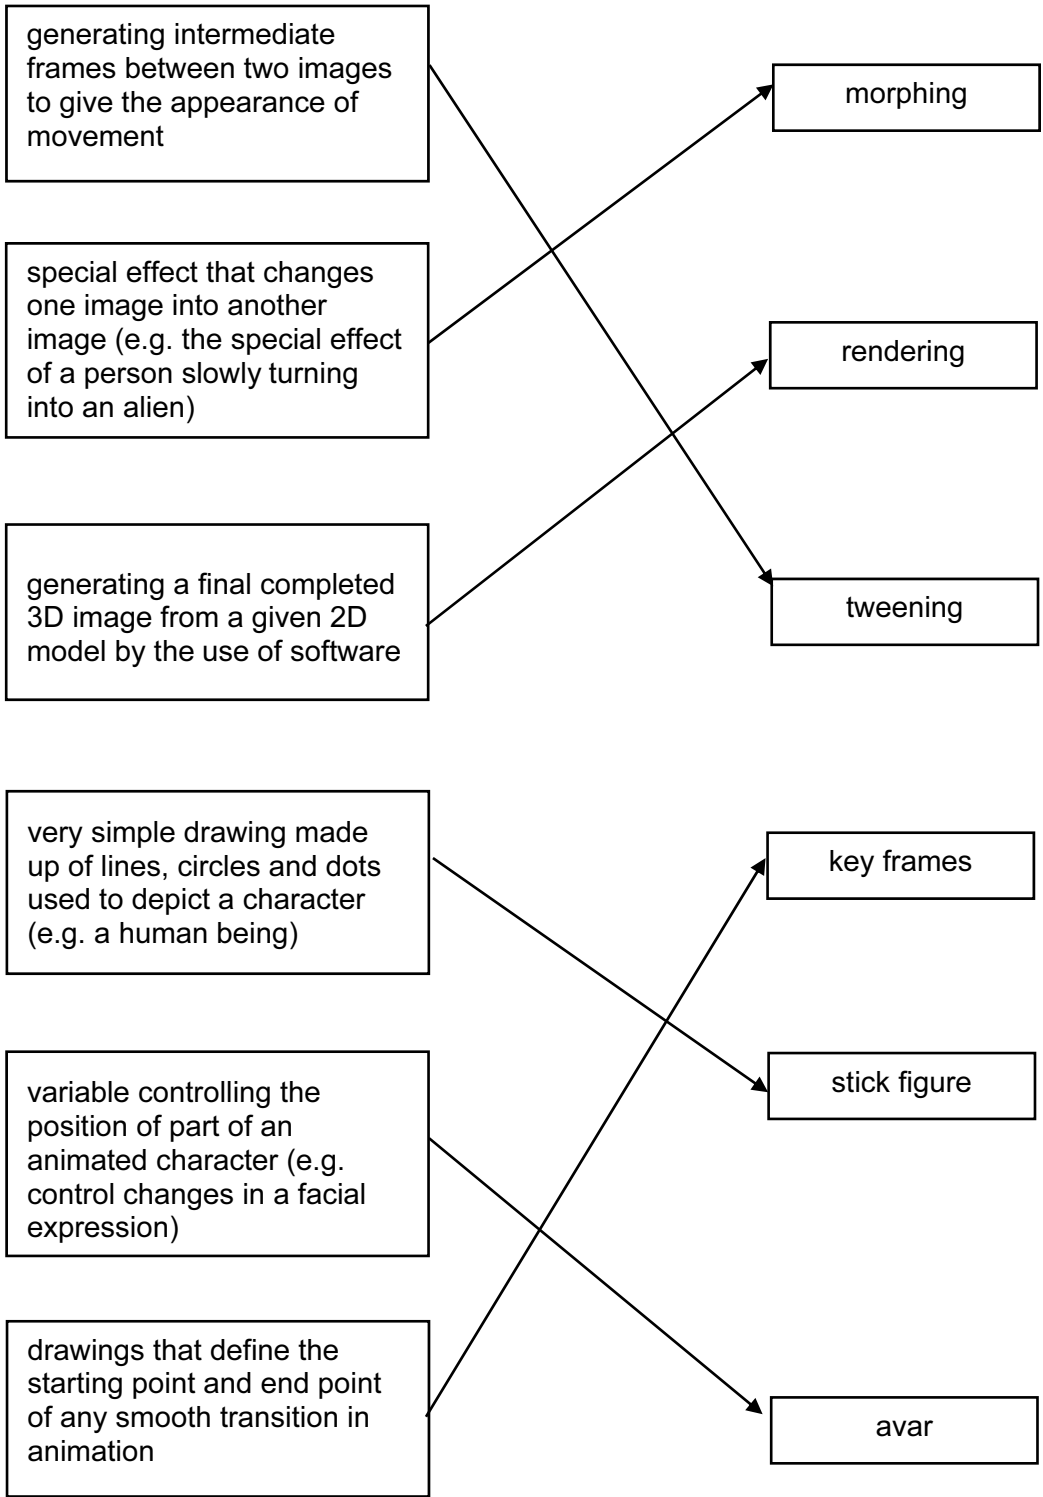 generating intermediate
frames between two images
to give the appearance of
movement
morphing
special effect that changes
one image into another
image (e.g. the special effect
of a person slowly turning
into an alien)
rendering
generating a final completed
3D image from a given 2D
model by the use of software
tweening
very simple drawing made
up of lines, circles and dots
used to depict a character
(e.g. a human being)
key frames
variable controlling the
position of part of an
animated character (e.g.
control changes in a facial
expression)
stick figure
drawings that define the
starting point and end point
of any smooth transition in
animation
avar